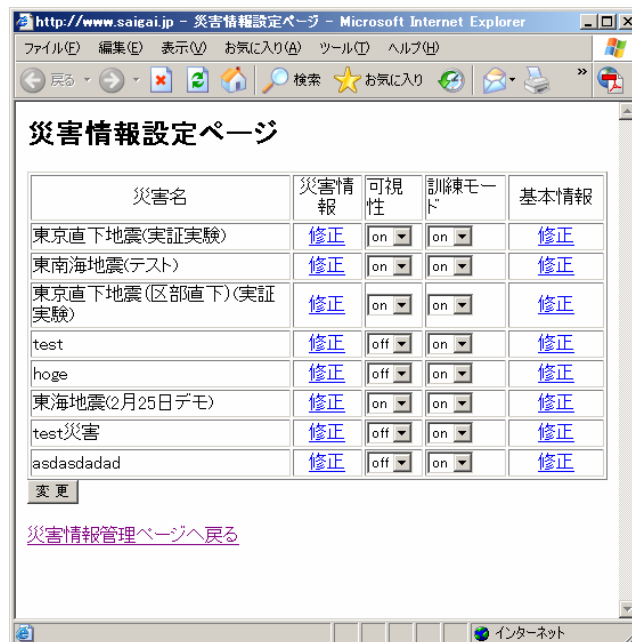 http://www.saigai.jp - 災害情報設定ページ - Microsoft Internet Explorer
ファイル(F) 編集(E) 表示(V) お気に入り(A) ツール(T) ヘルプ(H)
戻る 検索 お気に入り »
災害情報設定ページ
災害名 災害情報 可視性 訓練モード 基本情報
東京直下地震(実証実験) 修正 on on 修正
東南海地震(テスト) 修正 on on 修正
東京直下地震(区部直下)(実証
実験) 修正 on on 修正
test 修正 off on 修正
hoge 修正 off on 修正
東海地震(2月25日デモ) 修正 on on 修正
test災害 修正 off on 修正
asdasdadad 修正 off on 修正
変更
災害情報管理ページへ戻る
インターネット